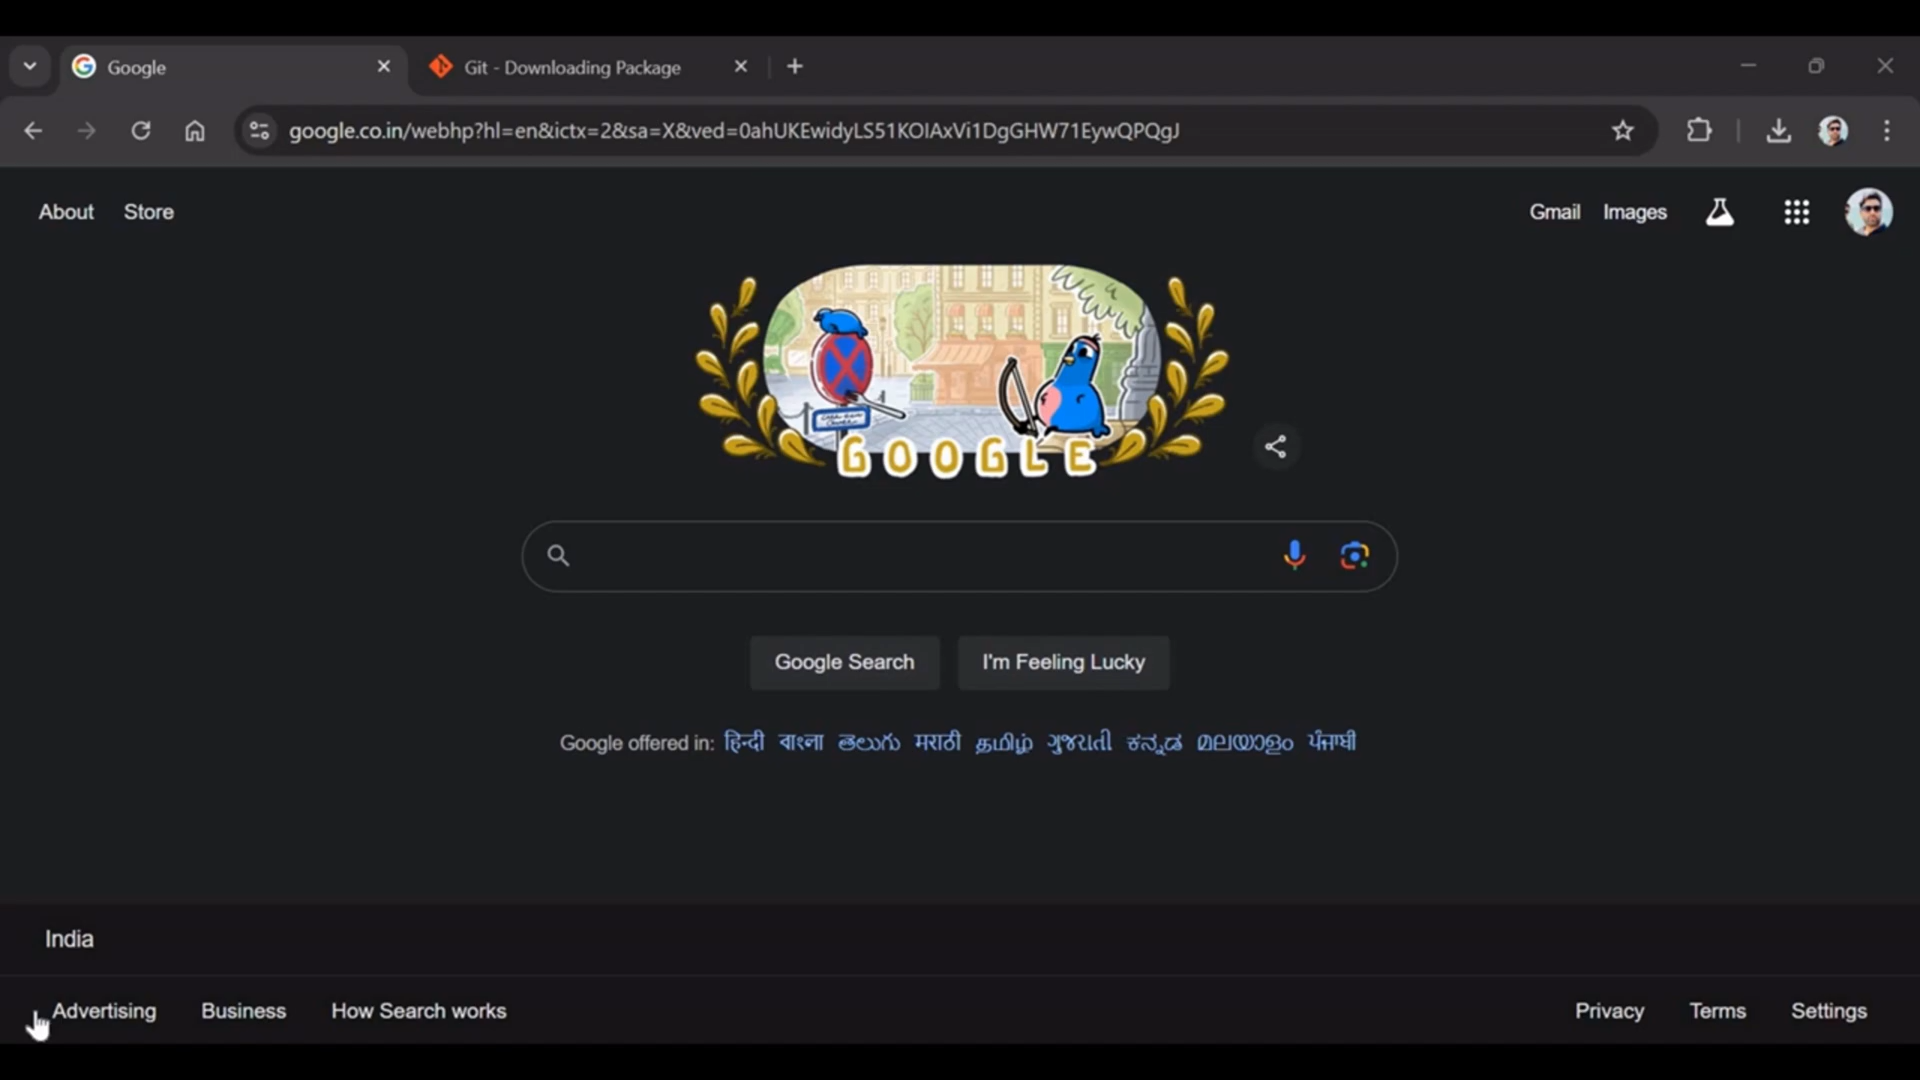 Google
Git - Downloading Package
google.co.in/webhp?hl=en&ictx=2&sa=X&ved=0ahUKEwidyLS51KOIAxVi1DgGHW71EywQPQgJ
About Store
Gmail Images
GOOGLE
Google Search I'm Feeling Lucky
Google offered in: हिन्दी বাংলা తెలుగు मराठी தமிழ் ગુજરાતી ಕನ್ನಡ മലയാളം ਪੰਜਾਬੀ
India
Advertising Business How Search works
Privacy Terms Settings